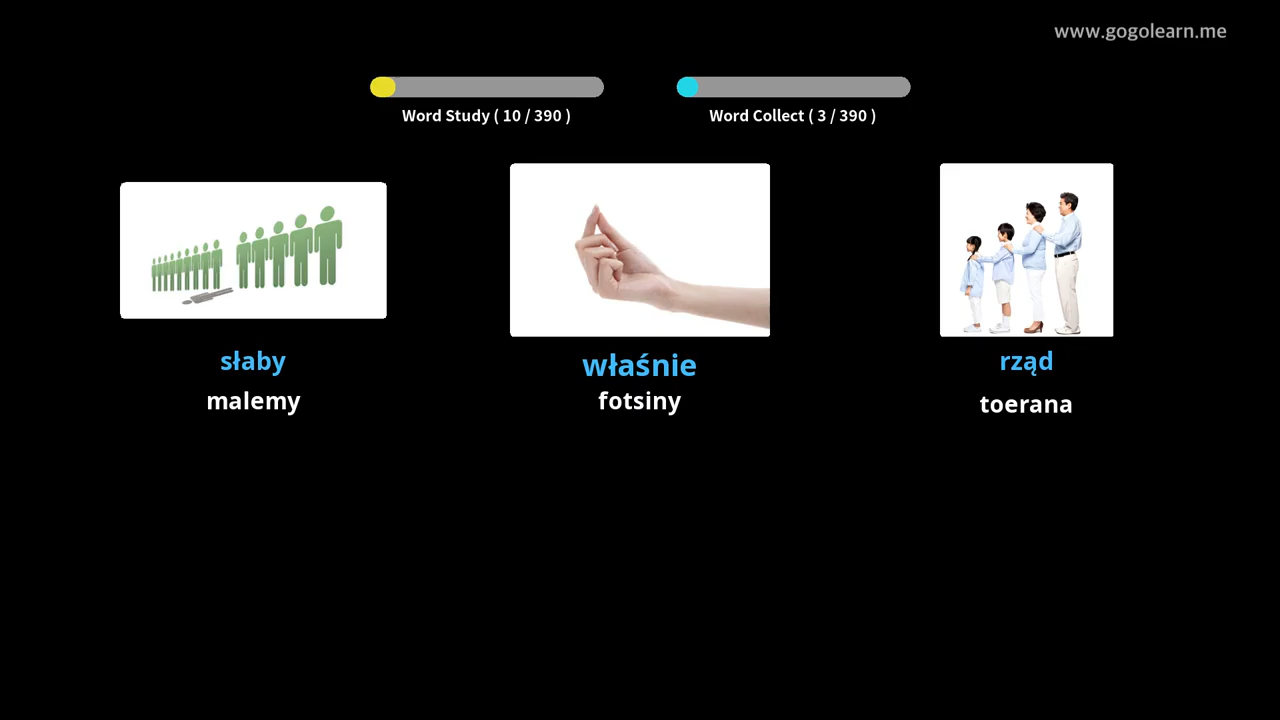 www.gogolearn.me
Word Study ( 10 / 390 )
Word Collect ( 3 / 390 )
słaby
właśnie
rząd
malemy
fotsiny
toerana